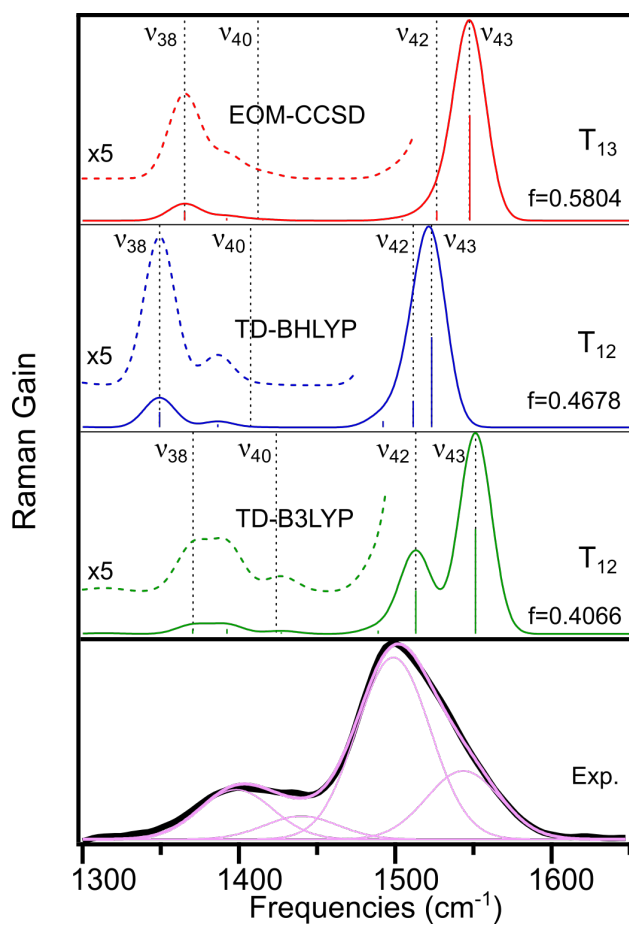 ν38 ν40 ν42 ν43
EOM-CCSD
x5
T13
f=0.5804
ν38 ν40 ν42 ν43
TD-BHLYP
x5
T12
f=0.4678
ν38 ν40 ν42 ν43
TD-B3LYP
x5
T12
f=0.4066
Exp.
Raman Gain
1300 1400 1500 1600
Frequencies (cm⁻¹)